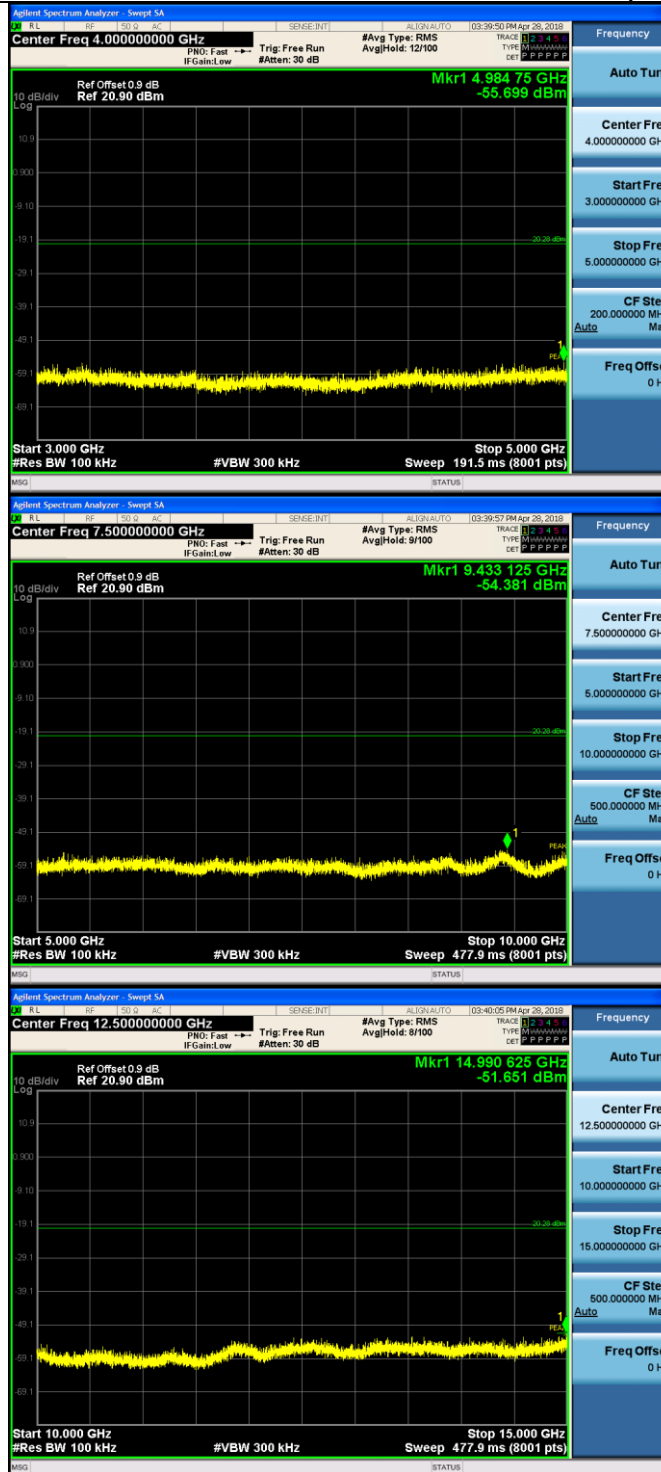 Agilent Spectrum Analyzer - Swept SA
RL RF 50 Ω AC SENSE:INT ALIGNAUTO 03:39:50 PM Apr 28, 2018
Center Freq 4.000000000 GHz
PNO: Fast Trig: Free Run
IFGain:Low #Atten: 30 dB
#Avg Type: RMS
Avg|Hold: 12/100
TRACE 1 2 3 4 5 6
TYPE M
DET P P P P P P
Frequency
Ref Offset 0.9 dB
10 dB/div Ref 20.90 dBm
Log
Mkr1 4.984 75 GHz
-55.699 dBm
10.9
0.900
-9.10
-19.1
-29.1
-39.1
-49.1
-59.1
-69.1
20.28 dBm
1
Start 3.000 GHz Stop 5.000 GHz
#Res BW 100 kHz #VBW 300 kHz Sweep 191.5 ms (8001 pts)
MSG STATUS
Auto Tun
Center Fre
4.000000000 GH
Start Fre
3.000000000 GH
Stop Fre
5.000000000 GH
CF Ste
200.000000 MH
Auto Ma
Freq Offse
0 H
Agilent Spectrum Analyzer - Swept SA
RL RF 50 Ω AC SENSE:INT ALIGNAUTO 03:39:57 PM Apr 28, 2018
Center Freq 7.500000000 GHz
PNO: Fast Trig: Free Run
IFGain:Low #Atten: 30 dB
#Avg Type: RMS
Avg|Hold: 9/100
TRACE 1 2 3 4 5 6
TYPE M
DET P P P P P P
Frequency
Ref Offset 0.9 dB
10 dB/div Ref 20.90 dBm
Log
Mkr1 9.433 125 GHz
-54.381 dBm
10.9
0.900
-9.10
-19.1
-29.1
-39.1
-49.1
-59.1
-69.1
20.28 dBm
1
PEAK
Start 5.000 GHz Stop 10.000 GHz
#Res BW 100 kHz #VBW 300 kHz Sweep 477.9 ms (8001 pts)
MSG STATUS
Auto Tun
Center Fre
7.500000000 GH
Start Fre
5.000000000 GH
Stop Fre
10.000000000 GH
CF Ste
500.000000 MH
Auto Ma
Freq Offse
0 H
Agilent Spectrum Analyzer - Swept SA
RL RF 50 Ω AC SENSE:INT ALIGNAUTO 03:40:05 PM Apr 28, 2018
Center Freq 12.500000000 GHz
PNO: Fast Trig: Free Run
IFGain:Low #Atten: 30 dB
#Avg Type: RMS
Avg|Hold: 8/100
TRACE 1 2 3 4 5 6
TYPE M
DET P P P P P P
Frequency
Ref Offset 0.9 dB
10 dB/div Ref 20.90 dBm
Log
Mkr1 14.990 625 GHz
-51.651 dBm
10.9
0.900
-9.10
-19.1
-29.1
-39.1
-49.1
-59.1
-69.1
20.28 dBm
1
Start 10.000 GHz Stop 15.000 GHz
#Res BW 100 kHz #VBW 300 kHz Sweep 477.9 ms (8001 pts)
MSG STATUS
Auto Tun
Center Fre
12.500000000 GH
Start Fre
10.000000000 GH
Stop Fre
15.000000000 GH
CF Ste
500.000000 MH
Auto Ma
Freq Offse
0 H